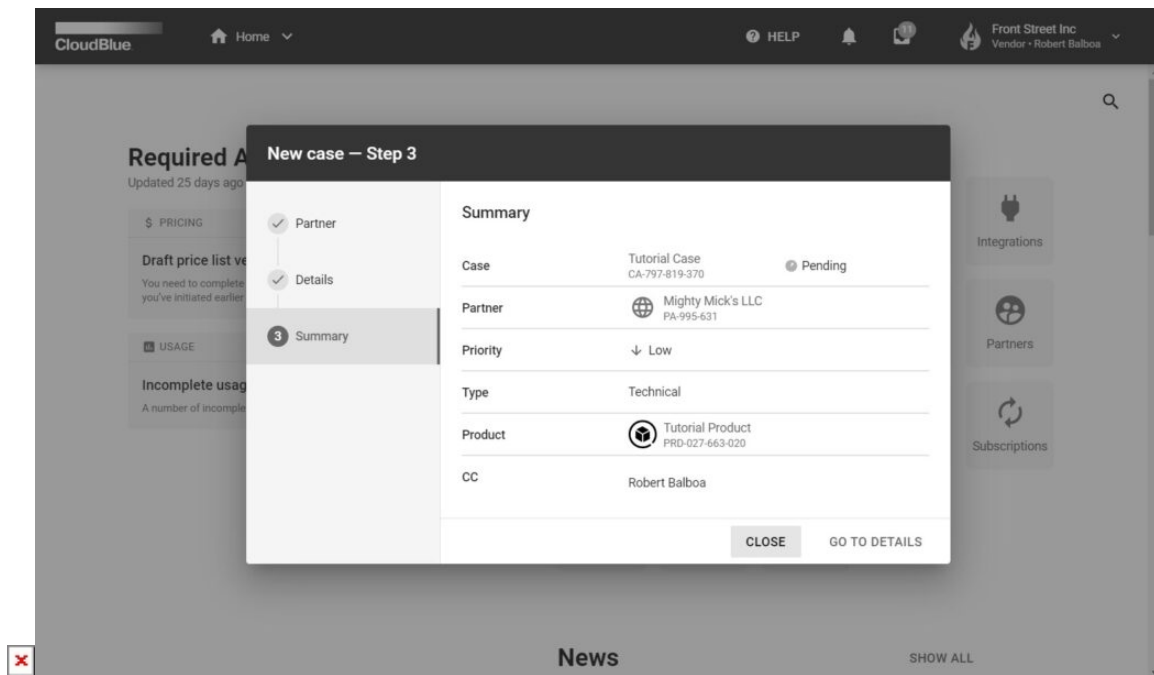 CloudBlue
Home
HELP
11
Front Street Inc
Vendor • Robert Balboa
Required A
Updated 25 days ago
$ PRICING
Draft price list ve
You need to complete
you've initiated earlier
USAGE
Incomplete usag
A number of incomple
New case — Step 3
Partner
Details
3 Summary
Summary
Case
Tutorial Case
CA-797-819-370
Pending
Partner
Mighty Mick's LLC
PA-995-631
Priority
Low
Type
Technical
Product
Tutorial Product
PRD-027-663-020
CC
Robert Balboa
CLOSE
GO TO DETAILS
Integrations
Partners
Subscriptions
News
SHOW ALL